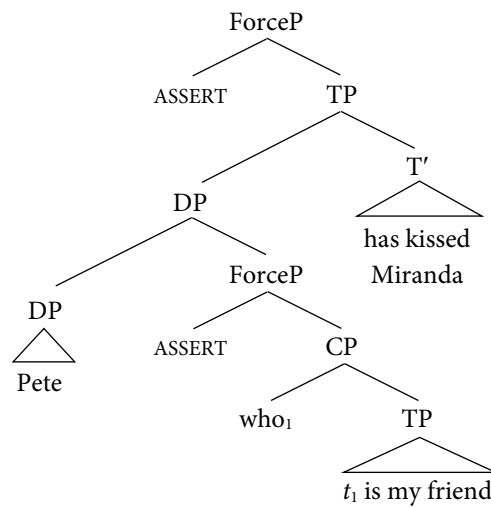 ForceP
ASSERT TP
DP T′
has kissed
Miranda
DP ForceP
Pete
ASSERT CP
who₁ TP
t₁ is my friend